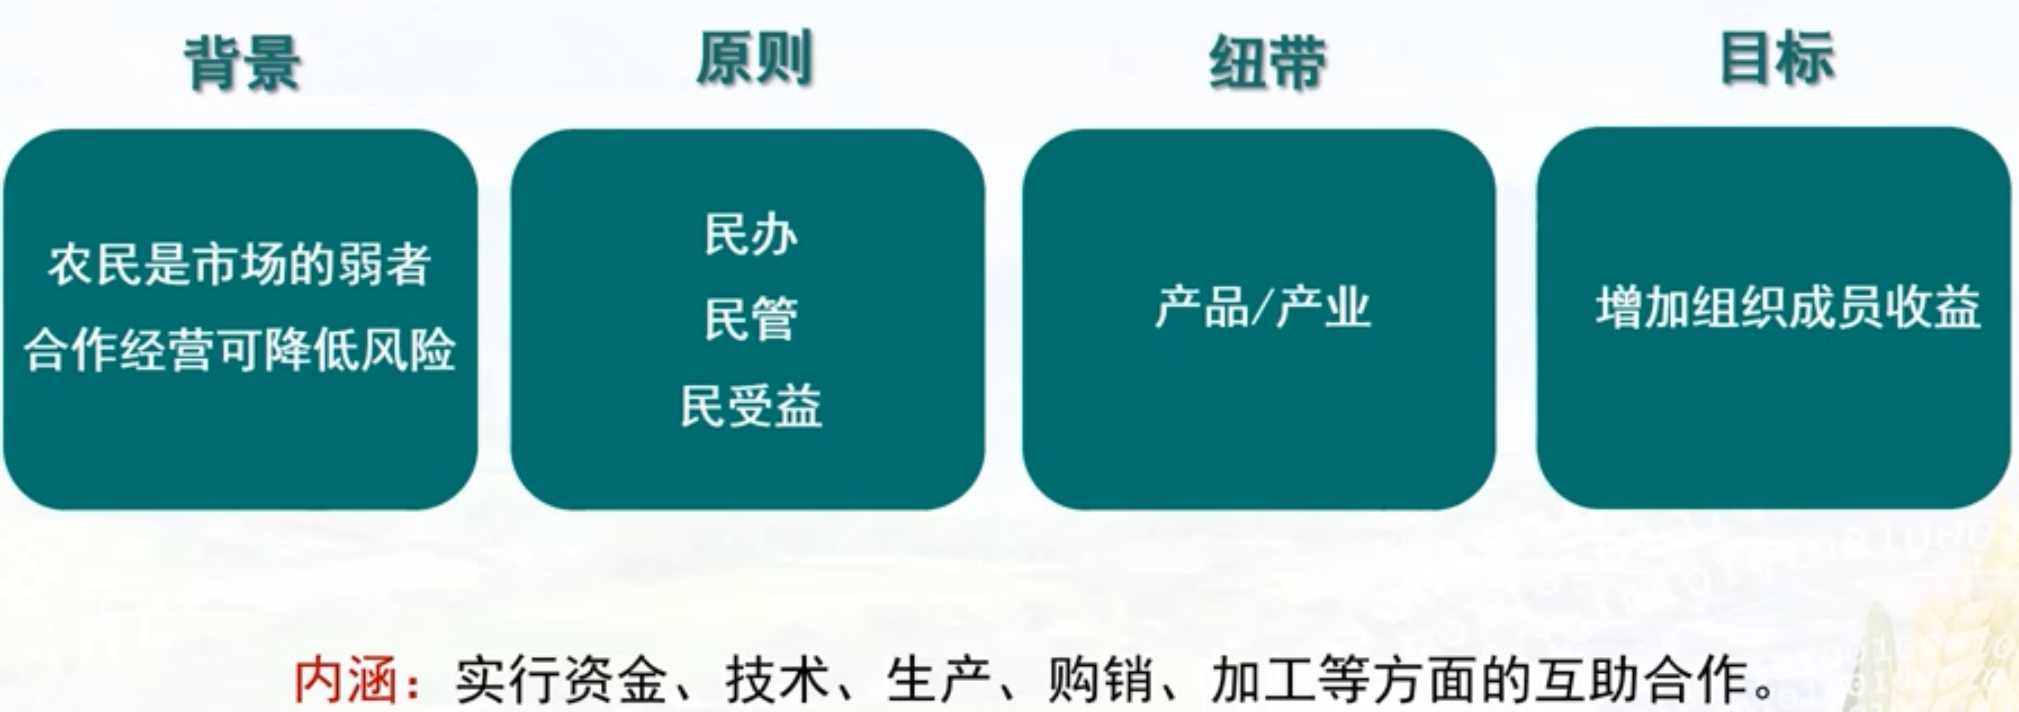 背景
农民是市场的弱者
合作经营可降低风险
原则
民办
民管
民受益
纽带
产品/产业
目标
增加组织成员收益
内涵：实行资金、技术、生产、购销、加工等方面的互助合作。